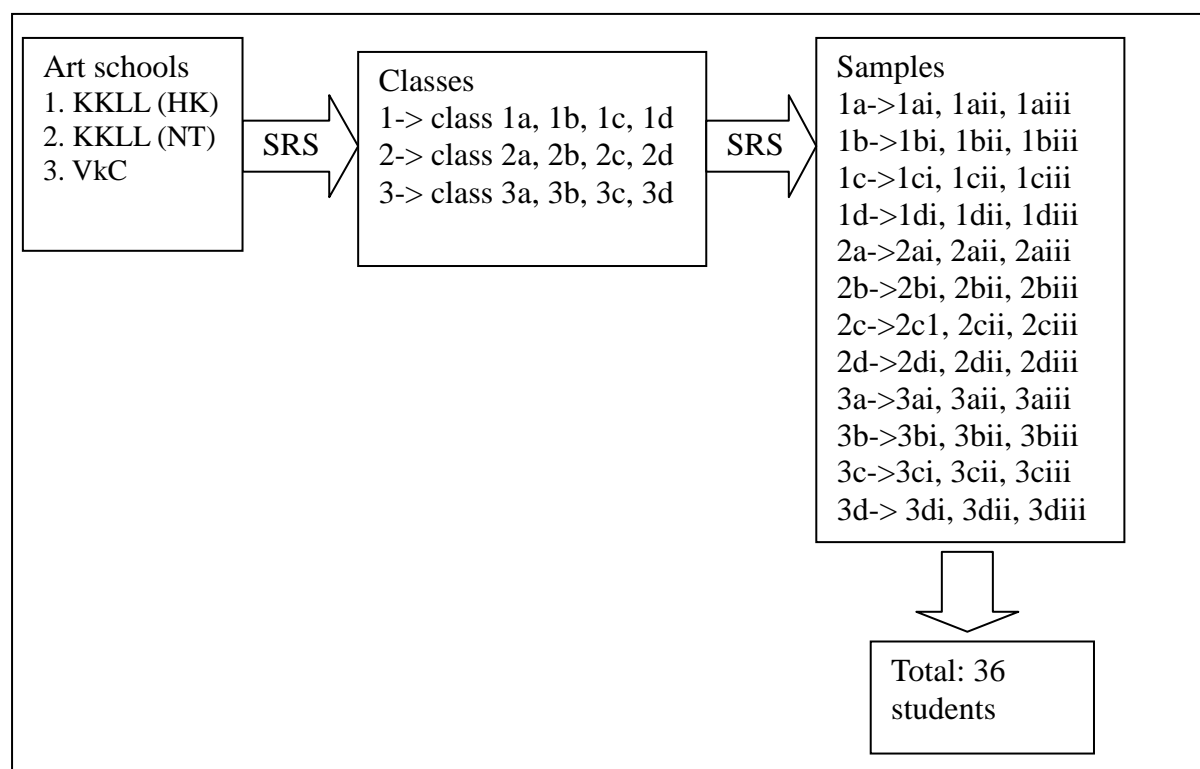 Art schools
1. KKLL (HK)
2. KKLL (NT)
3. VkC
SRS
Classes
1-> class 1a, 1b, 1c, 1d
2-> class 2a, 2b, 2c, 2d
3-> class 3a, 3b, 3c, 3d
SRS
Samples
1a->1ai, 1aii, 1aiii
1b->1bi, 1bii, 1biii
1c->1ci, 1cii, 1ciii
1d->1di, 1dii, 1diii
2a->2ai, 2aii, 2aiii
2b->2bi, 2bii, 2biii
2c->2c1, 2cii, 2ciii
2d->2di, 2dii, 2diii
3a->3ai, 3aii, 3aiii
3b->3bi, 3bii, 3biii
3c->3ci, 3cii, 3ciii
3d-> 3di, 3dii, 3diii
Total: 36
students